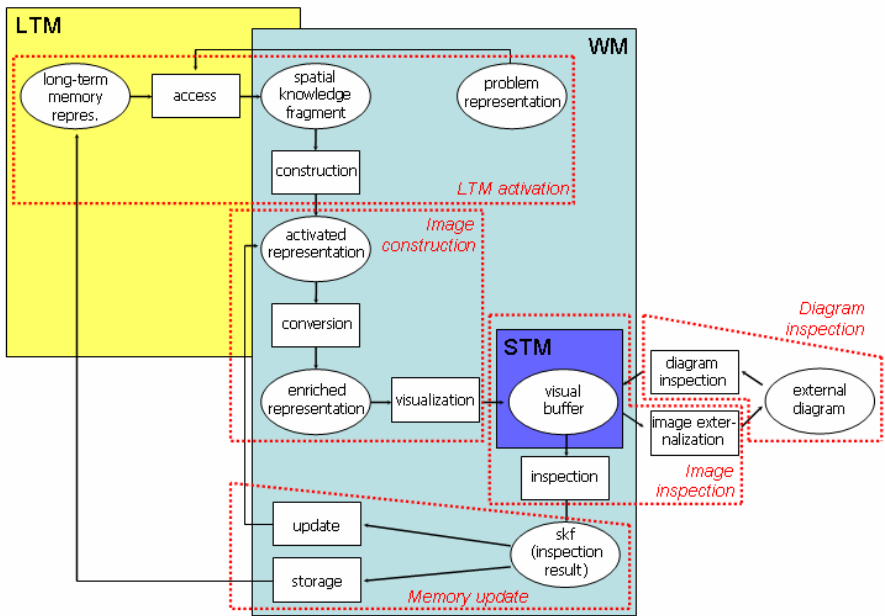 LTM
WM
long-term
memory
repres.
access
spatial
knowledge
fragment
problem
representation
construction
LTM activation
Image
construction
activated
representation
conversion
enriched
representation
visualization
STM
visual
buffer
Diagram
inspection
diagram
inspection
external
diagram
image exter-
nalization
inspection
Image
inspection
update
storage
skf
(inspection
result)
Memory update